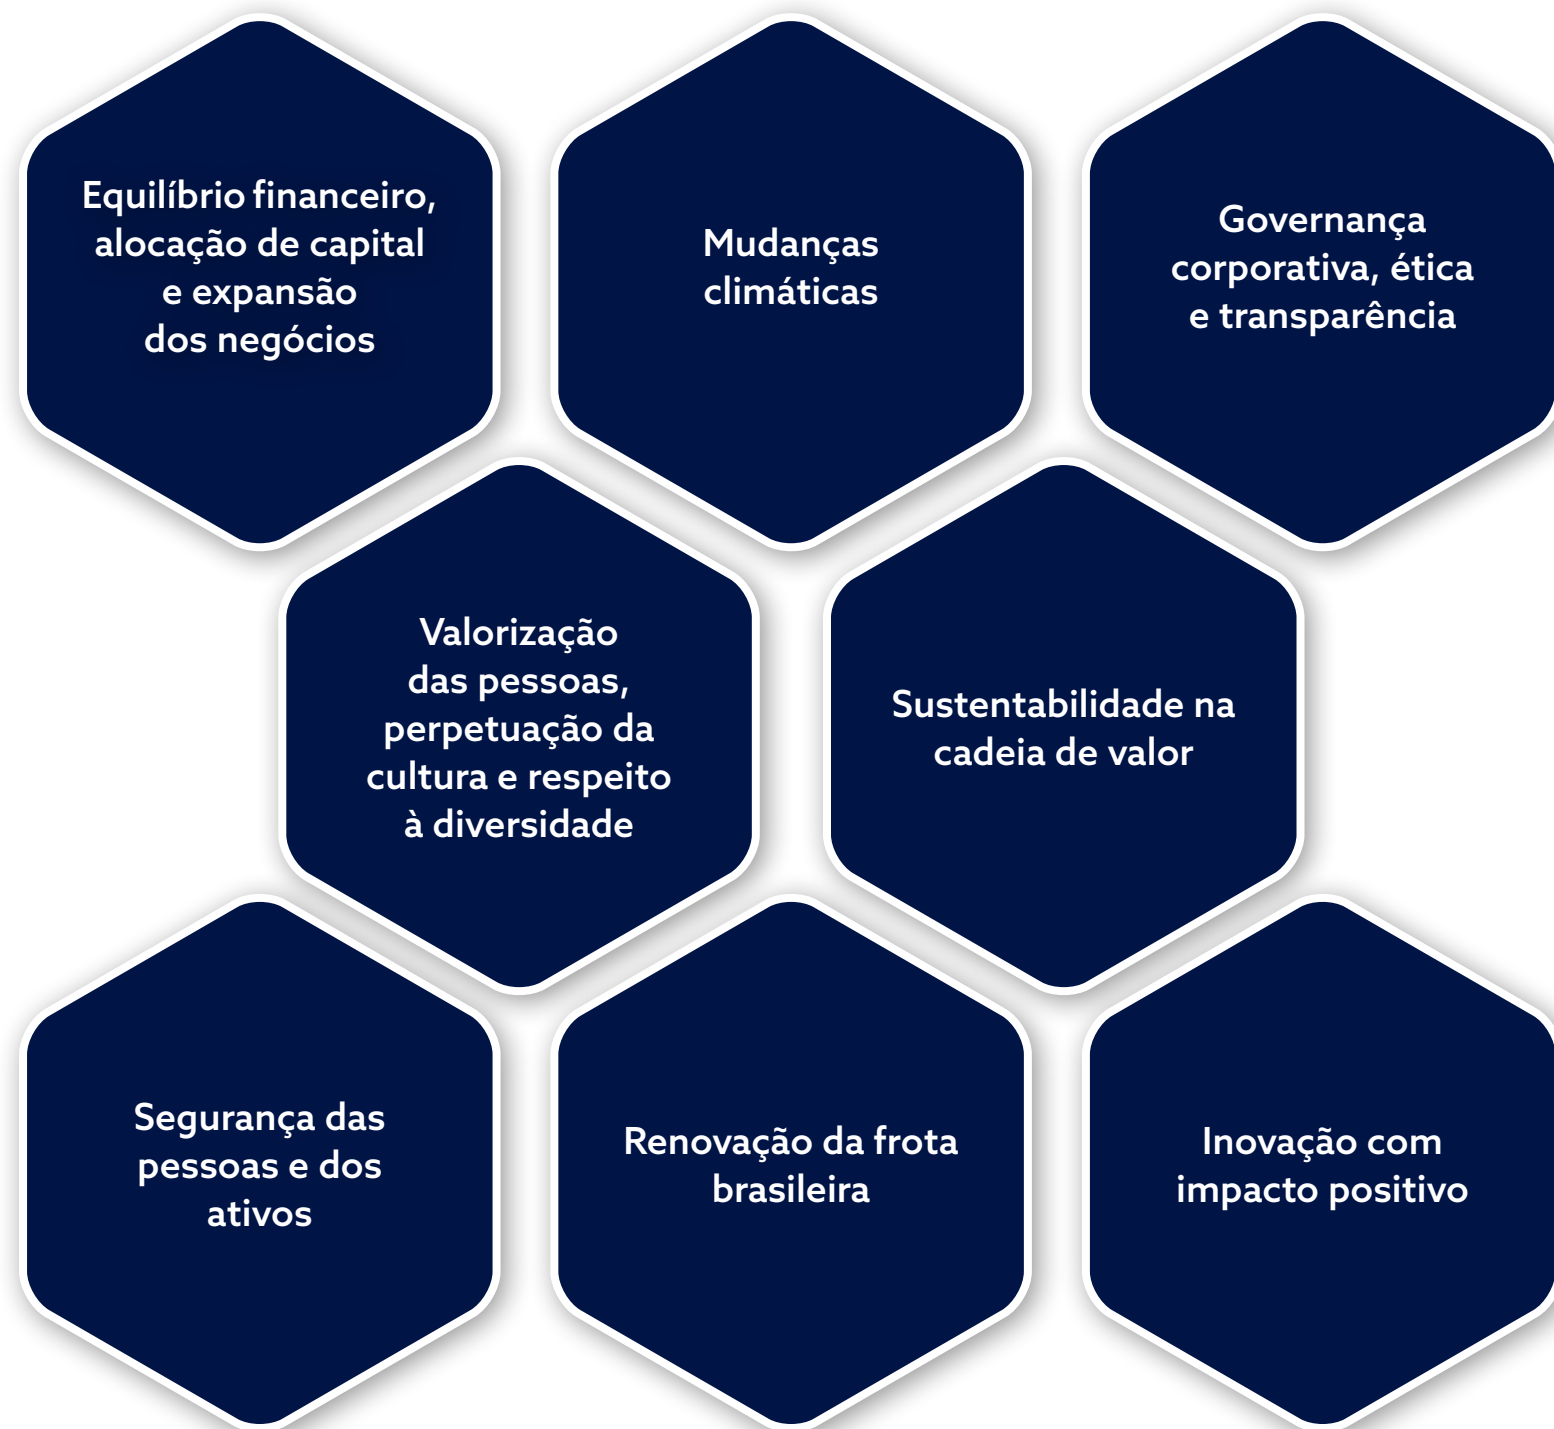 Equilíbrio financeiro,
alocação de capital
e expansão
dos negócios
Mudanças
climáticas
Governança
corporativa, ética
e transparência
Valorização
das pessoas,
perpetuação da
cultura e respeito
à diversidade
Sustentabilidade na
cadeia de valor
Segurança das
pessoas e dos
ativos
Renovação da frota
brasileira
Inovação com
impacto positivo